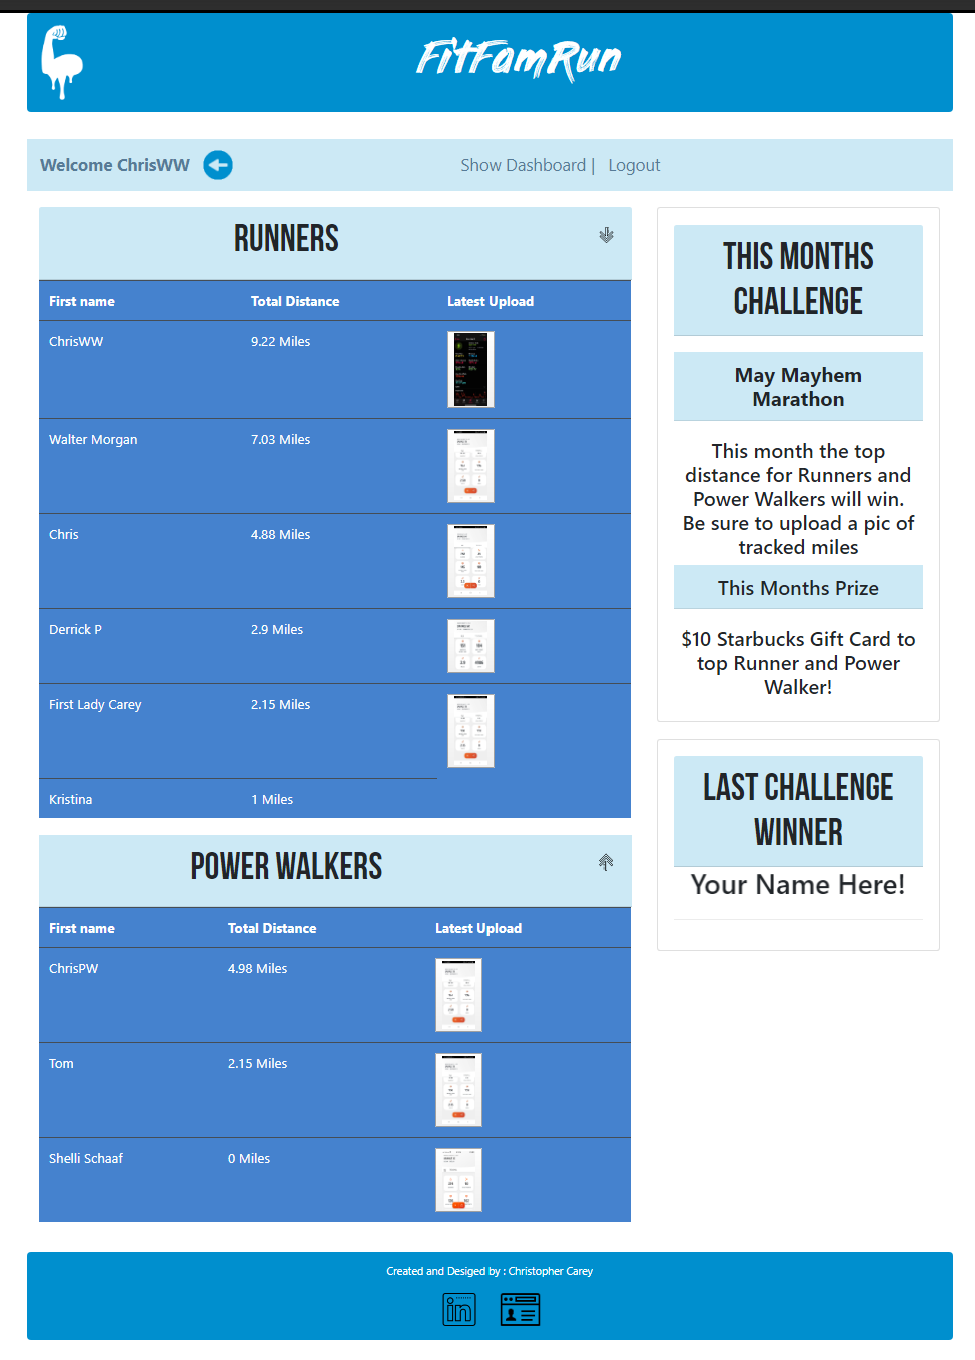 FitFamRun
Welcome ChrisWW
Show Dashboard | Logout
RUNNERS
First name Total Distance Latest Upload
ChrisWW 9.22 Miles
Walter Morgan 7.03 Miles
Chris 4.88 Miles
Derrick P 2.9 Miles
First Lady Carey 2.15 Miles
Kristina 1 Miles
POWER WALKERS
First name Total Distance Latest Upload
ChrisPW 4.98 Miles
Tom 2.15 Miles
Shelli Schaaf 0 Miles
THIS MONTHS
CHALLENGE
May Mayhem
Marathon
This month the top
distance for Runners and
Power Walkers will win.
Be sure to upload a pic of
tracked miles
This Months Prize
$10 Starbucks Gift Card to
top Runner and Power
Walker!
LAST CHALLENGE
WINNER
Your Name Here!
Created and Desiged by : Christopher Carey
in